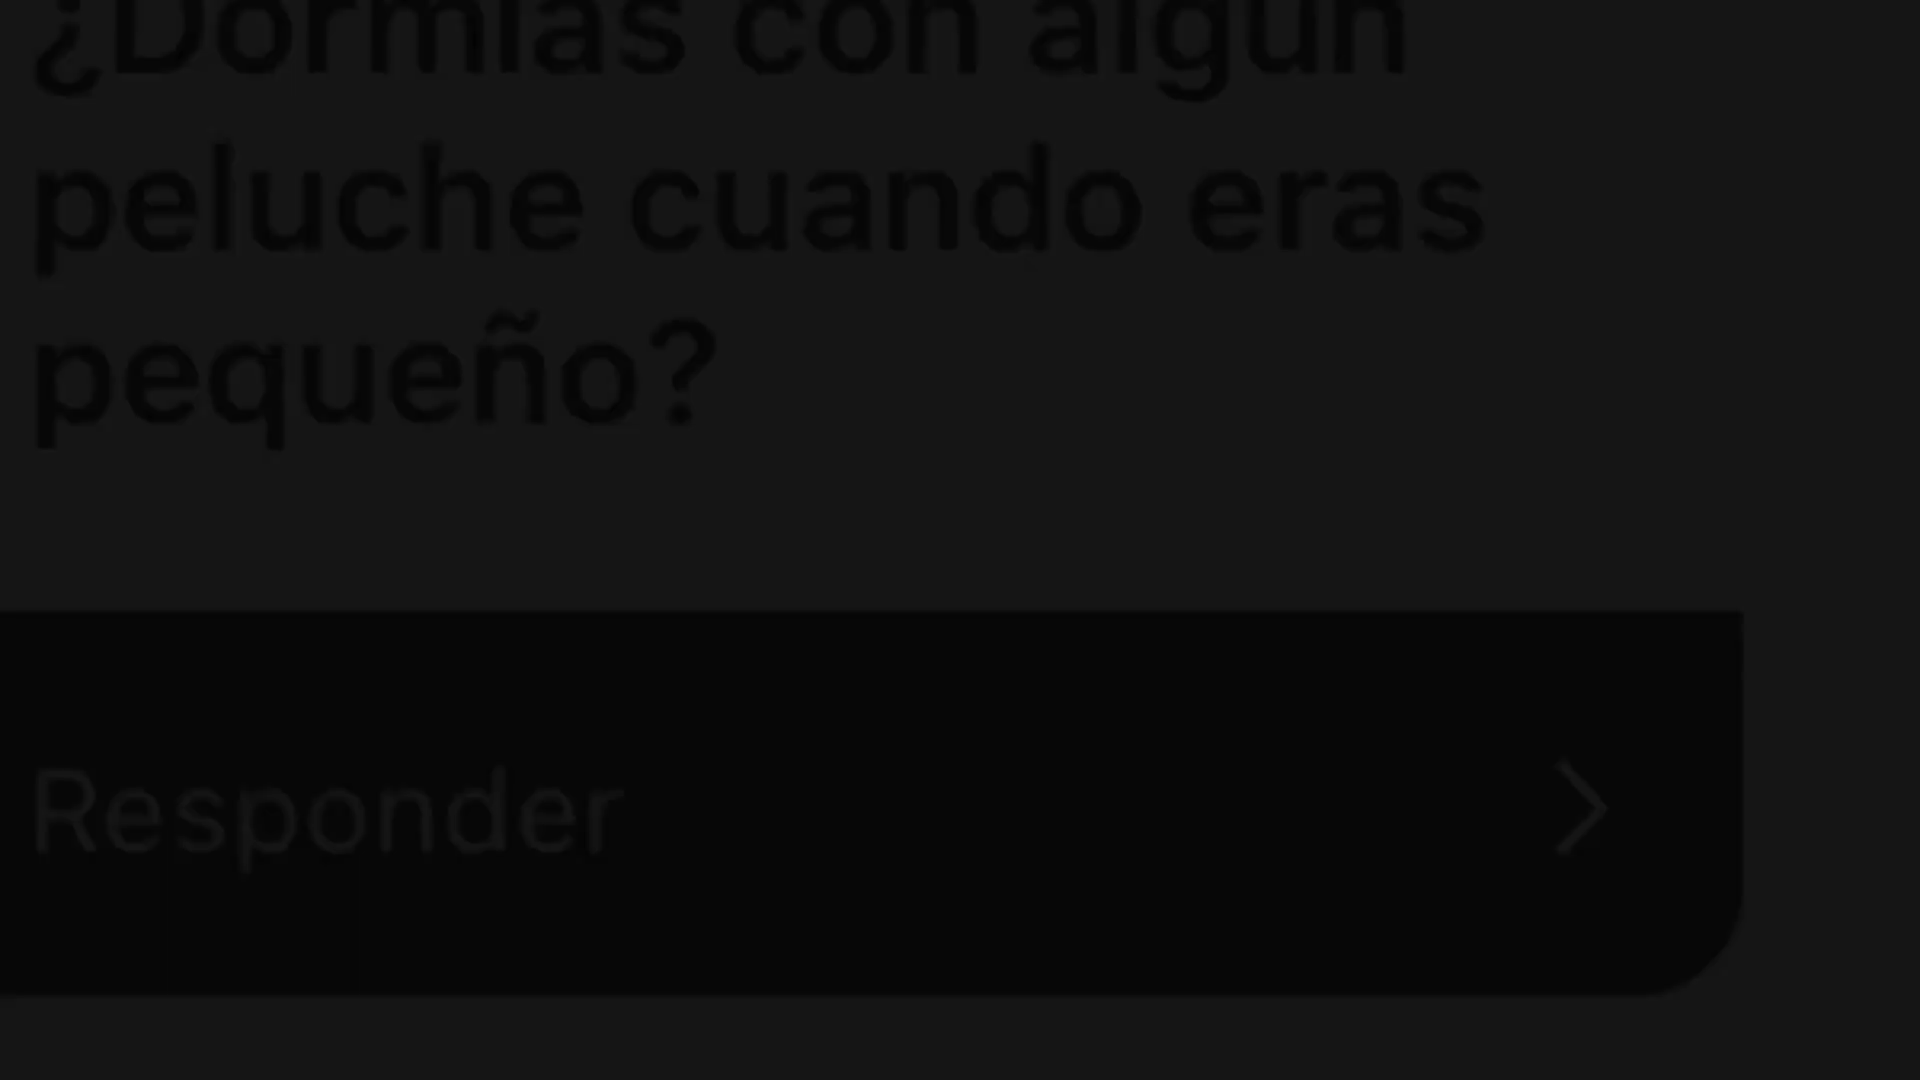 ¿Dormías con algún
peluche cuando eras
pequeño?
Responder